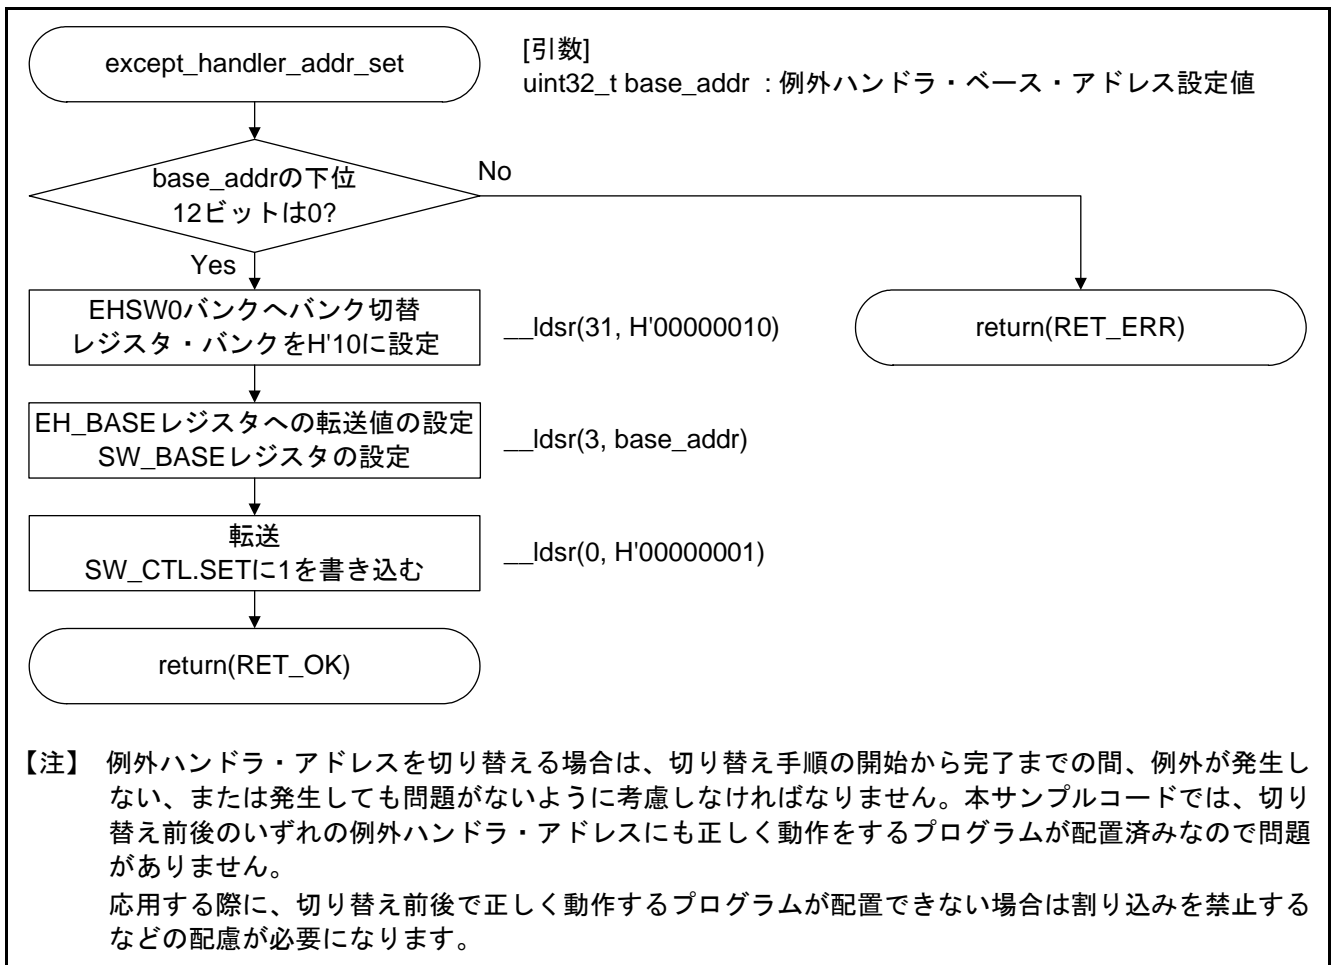 except_handler_addr_set
[引数]
uint32_t base_addr : 例外ハンドラ・ベース・アドレス設定値
base_addrの下位
12ビットは0?
No
Yes
EHSW0バンクへバンク切替
レジスタ・バンクをH'10に設定
__ldsr(31, H'00000010)
return(RET_ERR)
EH_BASEレジスタへの転送値の設定
SW_BASEレジスタの設定
__ldsr(3, base_addr)
転送
SW_CTL.SETに1を書き込む
__ldsr(0, H'00000001)
return(RET_OK)
【注】 例外ハンドラ・アドレスを切り替える場合は、切り替え手順の開始から完了までの間、例外が発生し
ない、または発生しても問題がないように考慮しなければなりません。本サンプルコードでは、切り
替え前後のいずれの例外ハンドラ・アドレスにも正しく動作をするプログラムが配置済みなので問題
がありません。
応用する際に、切り替え前後で正しく動作するプログラムが配置できない場合は割り込みを禁止する
などの配慮が必要になります。